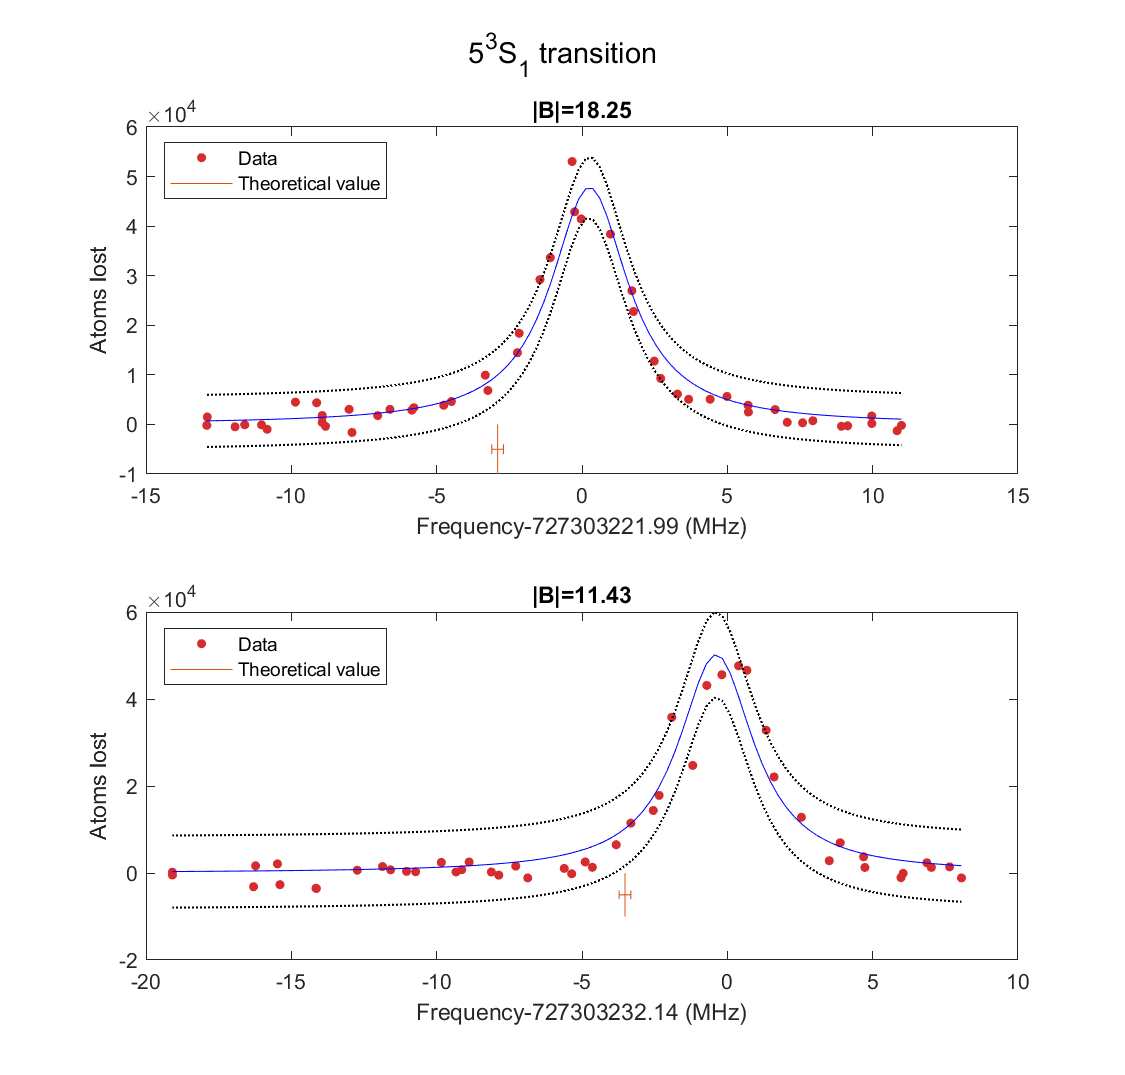 5³S₁ transition
|B|=18.25
×10⁴
Data
Theoretical value
6
5
4
3
2
1
0
-1
Atoms lost
-15 -10 -5 0 5 10 15
Frequency-727303221.99 (MHz)
|B|=11.43
×10⁴
Data
Theoretical value
6
4
2
0
-2
Atoms lost
-20 -15 -10 -5 0 5 10
Frequency-727303232.14 (MHz)